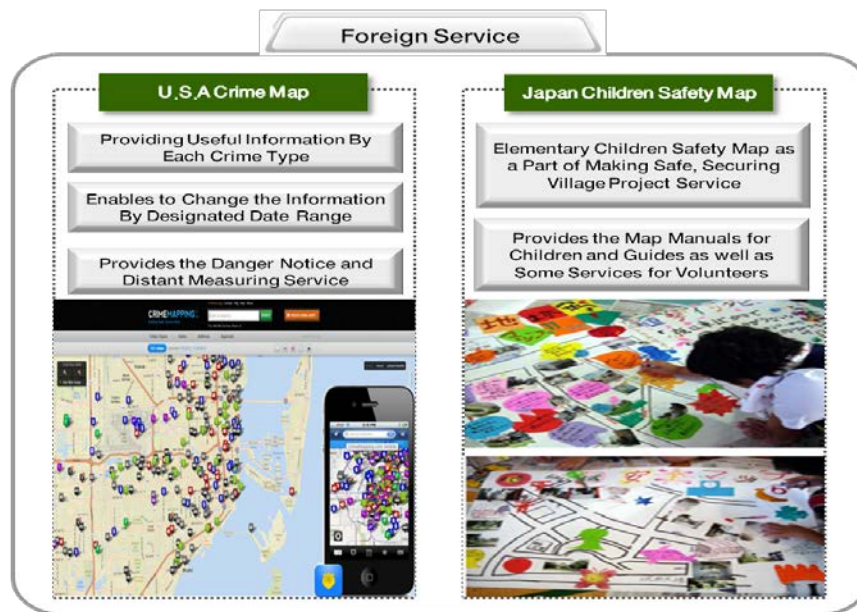 Foreign Service
U.S.A Crime Map
Providing Useful Information By
Each Crime Type
Enables to Change the Information
By Designated Date Range
Provides the Danger Notice and
Distant Measuring Service
CRIMEMAPPING
Japan Children Safety Map
Elementary Children Safety Map as
a Part of Making Safe, Securing
Village Project Service
Provides the Map Manuals for
Children and Guides as well as
Some Services for Volunteers